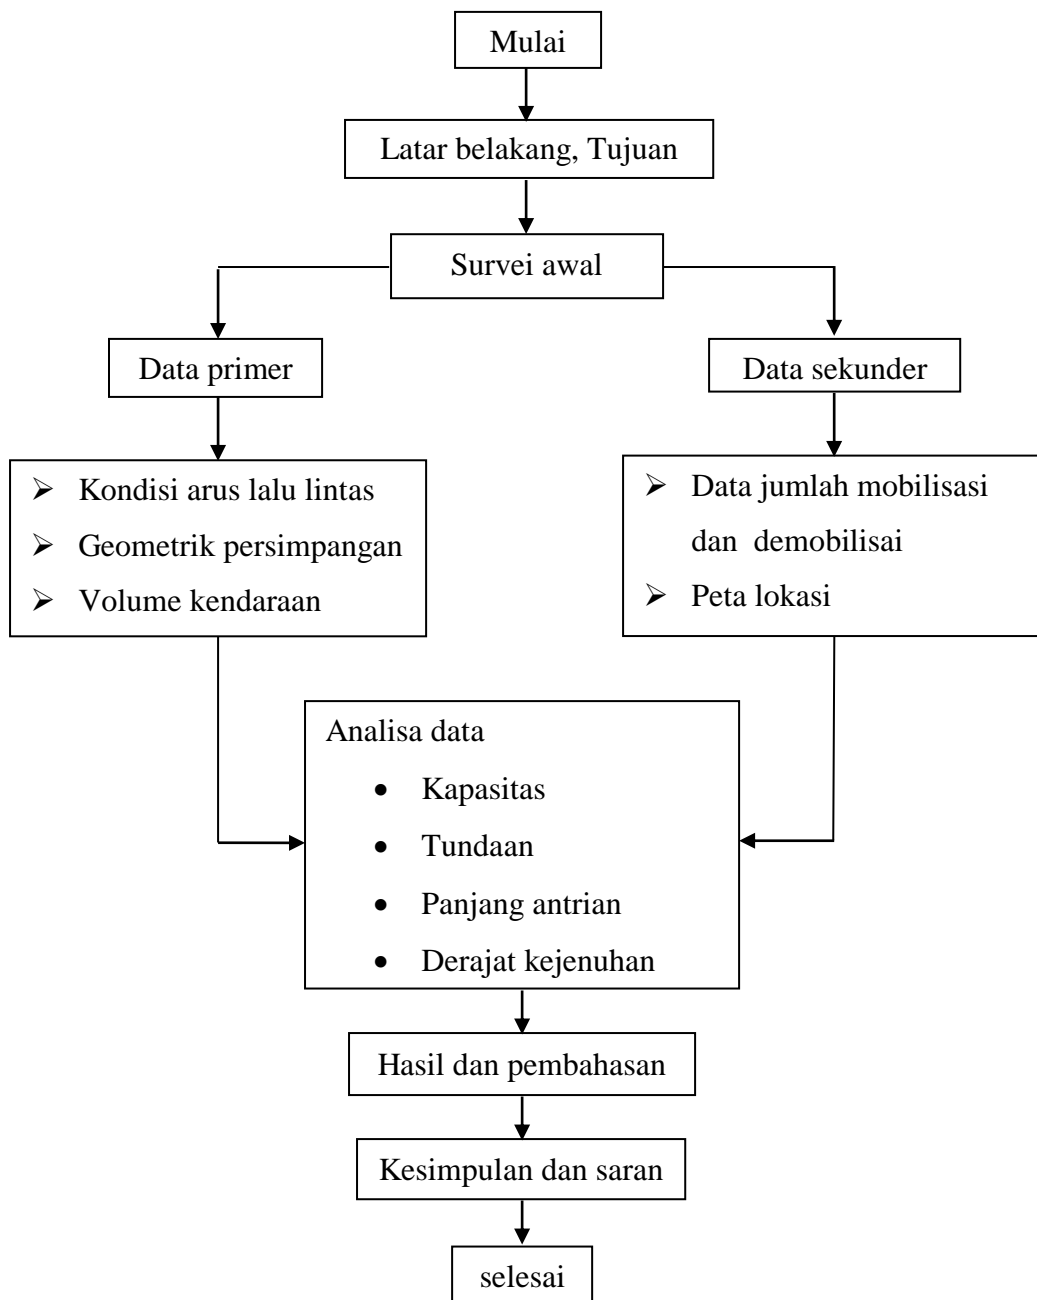 Mulai
Latar belakang, Tujuan
Survei awal
Data primer
Data sekunder
➢ Kondisi arus lalu lintas
➢ Geometrik persimpangan
➢ Volume kendaraan
➢ Data jumlah mobilisasi
dan demobilisai
➢ Peta lokasi
Analisa data
• Kapasitas
• Tundaan
• Panjang antrian
• Derajat kejenuhan
Hasil dan pembahasan
Kesimpulan dan saran
selesai